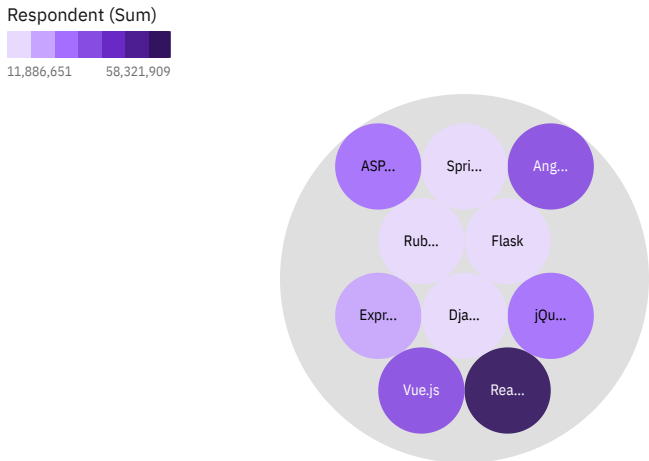 Respondent (Sum)
11,886,651 58,321,909
ASP... Spri... Ang...
Rub... Flask
Expr... Dja... jQu...
Vue.js Rea...